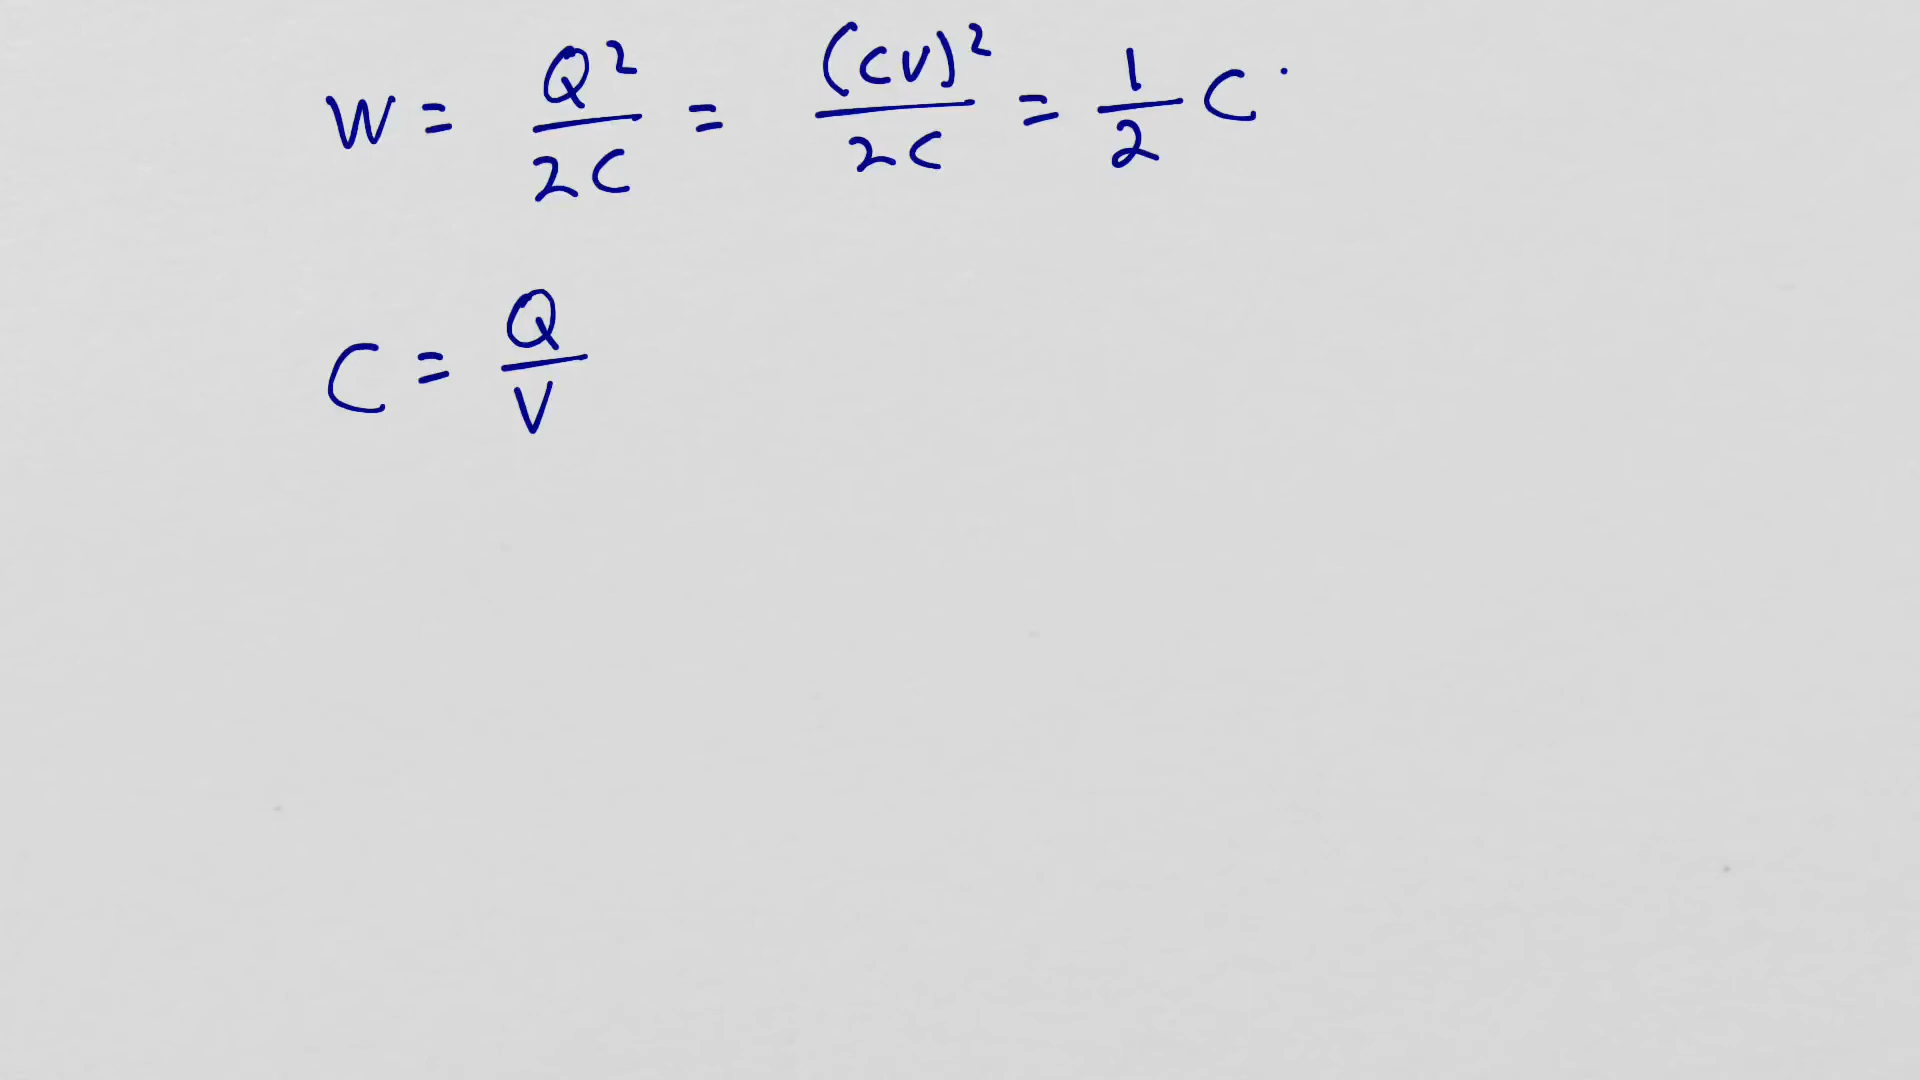 W = Q²/2C = (CV)²/2C = 1/2 C
C = Q/V